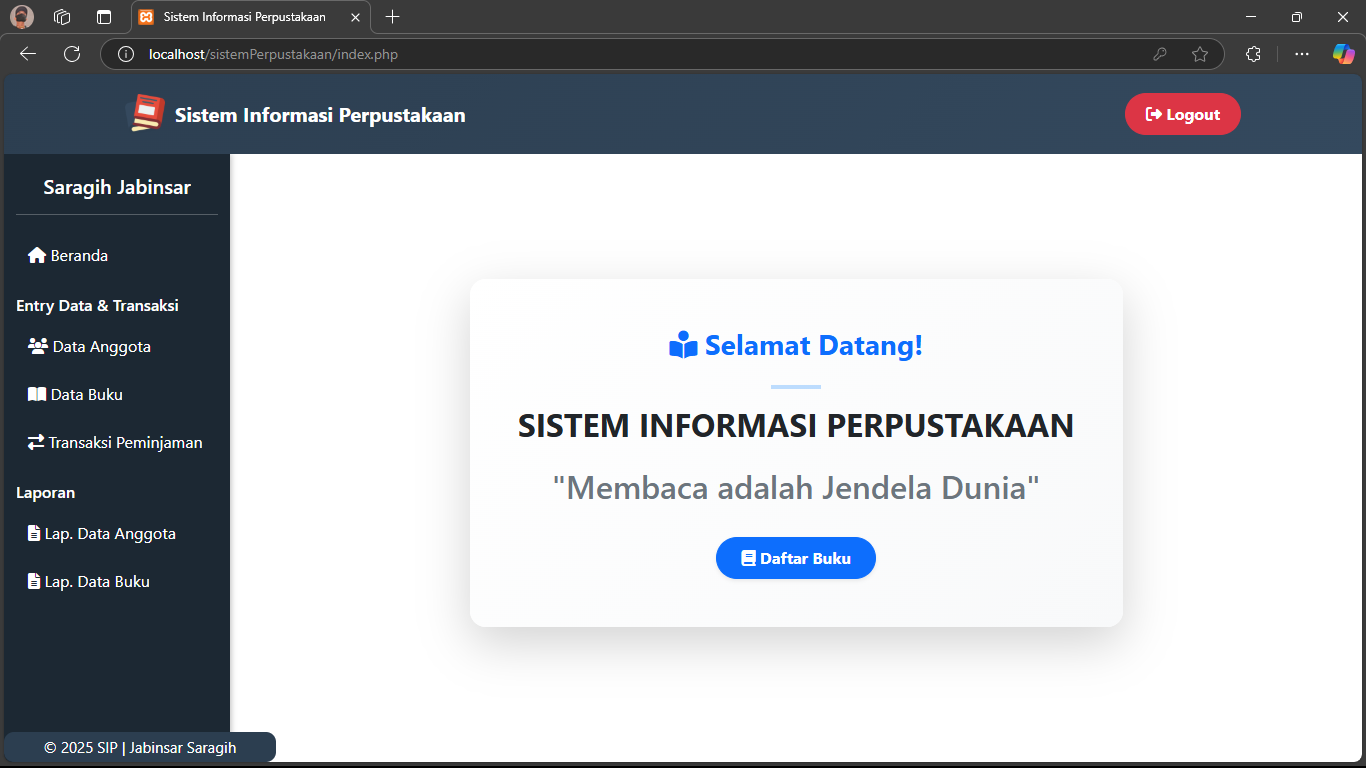 Sistem Informasi Perpustakaan
localhost/sistemPerpustakaan/index.php
Sistem Informasi Perpustakaan
Logout
Saragih Jabinsar
Beranda
Entry Data & Transaksi
Data Anggota
Data Buku
Transaksi Peminjaman
Laporan
Lap. Data Anggota
Lap. Data Buku
© 2025 SIP | Jabinsar Saragih
Selamat Datang!
SISTEM INFORMASI PERPUSTAKAAN
"Membaca adalah Jendela Dunia"
Daftar Buku